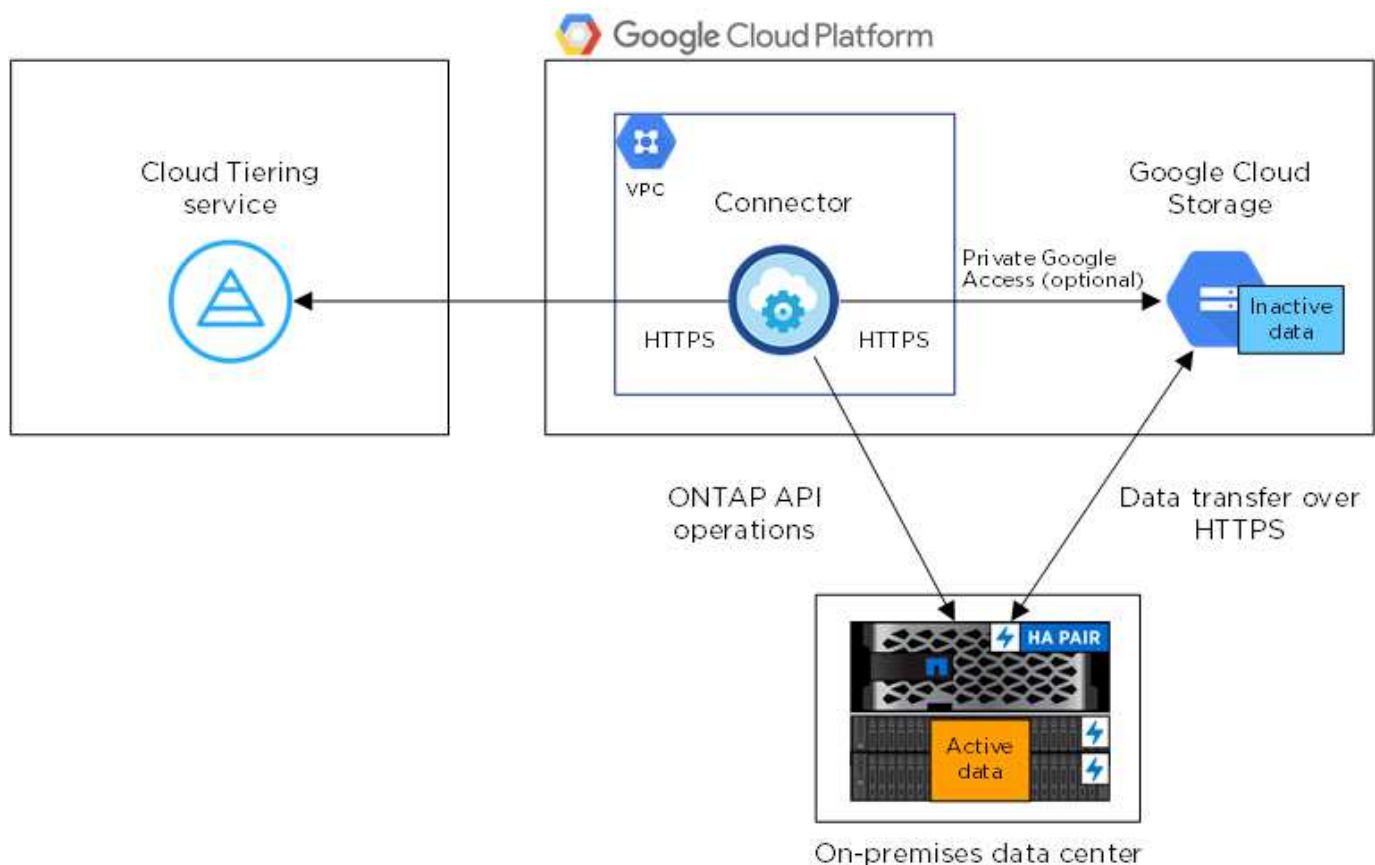 Google Cloud Platform
Cloud Tiering
service
VPC
Connector
Google Cloud
Storage
Private Google
Access (optional)
HTTPS
HTTPS
Inactive
data
ONTAP API
operations
Data transfer over
HTTPS
HA PAIR
Active
data
On-premises data center